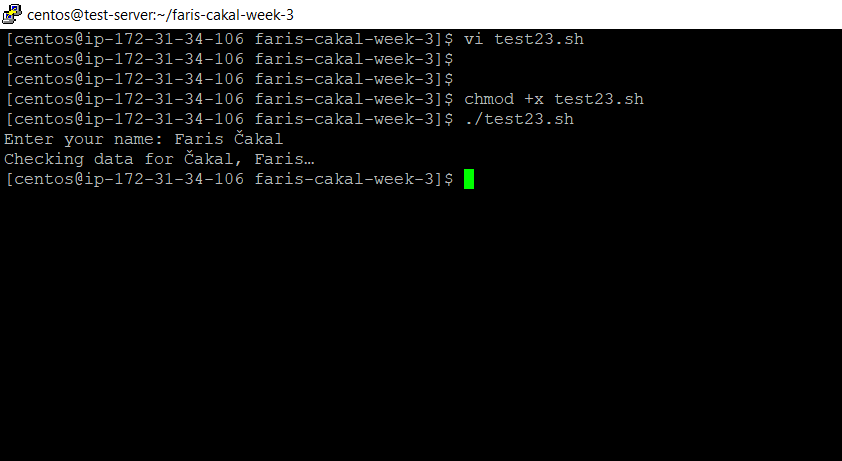 centos@test-server:~/faris-cakal-week-3
[centos@ip-172-31-34-106 faris-cakal-week-3]$ vi test23.sh
[centos@ip-172-31-34-106 faris-cakal-week-3]$
[centos@ip-172-31-34-106 faris-cakal-week-3]$
[centos@ip-172-31-34-106 faris-cakal-week-3]$ chmod +x test23.sh
[centos@ip-172-31-34-106 faris-cakal-week-3]$ ./test23.sh
Enter your name: Faris Čakal
Checking data for Čakal, Faris…
[centos@ip-172-31-34-106 faris-cakal-week-3]$